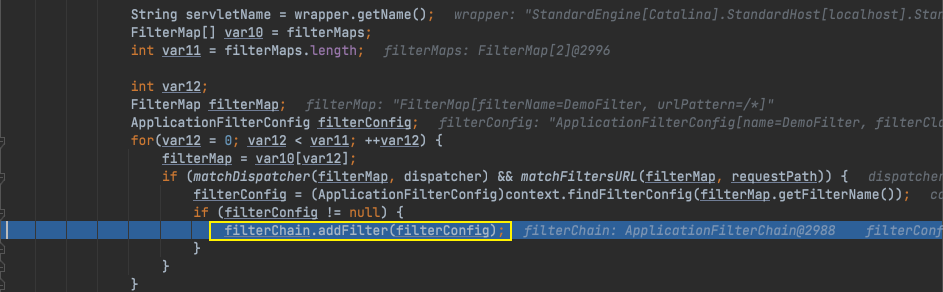 String servletName = wrapper.getName();   wrapper: "StandardEngine[Catalina].StandardHost[localhost].Stan
FilterMap[] var10 = filterMaps;
int var11 = filterMaps.length;   filterMaps: FilterMap[2]@2996
int var12;
FilterMap filterMap;   filterMap: "FilterMap[filterName=DemoFilter, urlPattern=/*]"
ApplicationFilterConfig filterConfig;   filterConfig: "ApplicationFilterConfig[name=DemoFilter, filterCla
for(var12 = 0; var12 < var11; ++var12) {
filterMap = var10[var12];
if (matchDispatcher(filterMap, dispatcher) && matchFiltersURL(filterMap, requestPath)) {   dispatcher
filterConfig = (ApplicationFilterConfig)context.findFilterConfig(filterMap.getFilterName());   co
if (filterConfig != null) {
filterChain.addFilter(filterConfig);   filterChain: ApplicationFilterChain@2988   filterConf
}
}
}